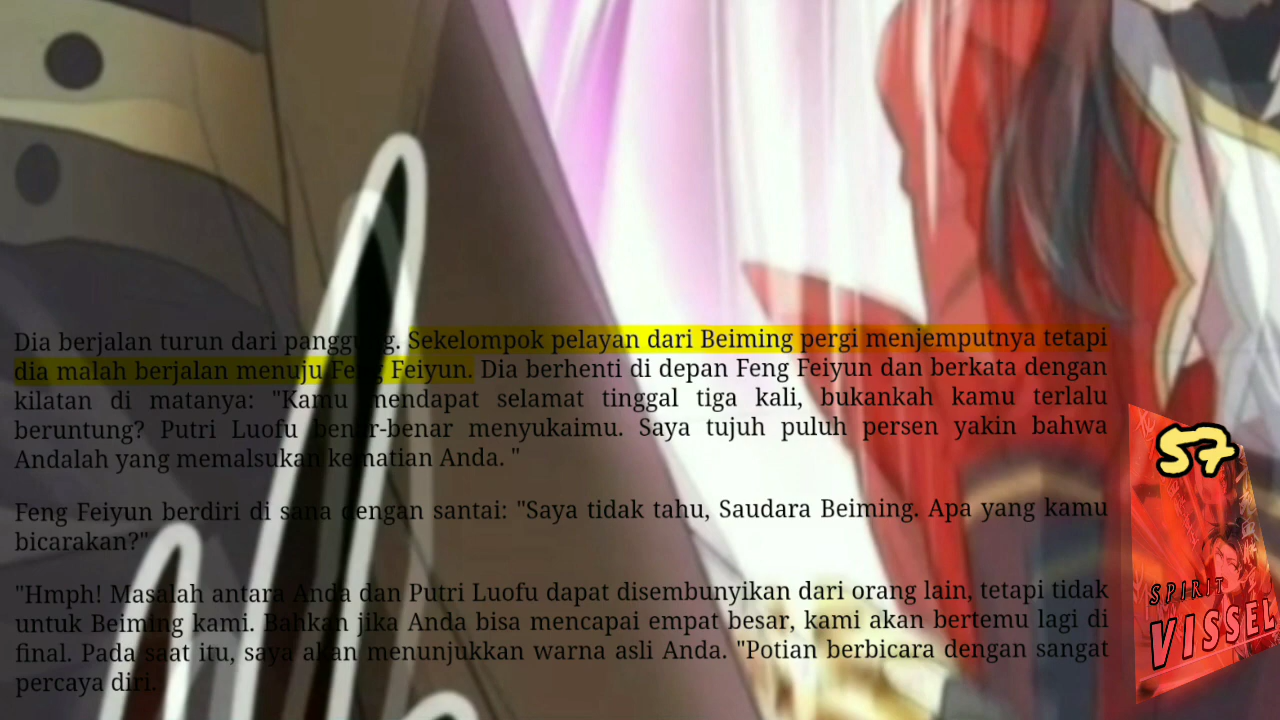 Dia berjalan turun dari panggung. Sekelompok pelayan dari Beiming pergi menjemputnya tetapi
dia malah berjalan menuju Feng Feiyun. Dia berhenti di depan Feng Feiyun dan berkata dengan
kilatan di matanya: "Kamu mendapat selamat tinggal tiga kali, bukankah kamu terlalu
beruntung? Putri Luofu benar-benar menyukaimu. Saya tujuh puluh persen yakin bahwa
Andalah yang memalsukan kematian Anda. "
Feng Feiyun berdiri di sana dengan santai: "Saya tidak tahu, Saudara Beiming. Apa yang kamu
bicarakan?"
"Hmph! Masalah antara Anda dan Putri Luofu dapat disembunyikan dari orang lain, tetapi tidak
untuk Beiming kami. Bahkan jika Anda bisa mencapai empat besar, kami akan bertemu lagi di
final. Pada saat itu, saya akan menunjukkan warna asli Anda. "Potian berbicara dengan sangat
percaya diri.
57
SPIRIT
VISSEL